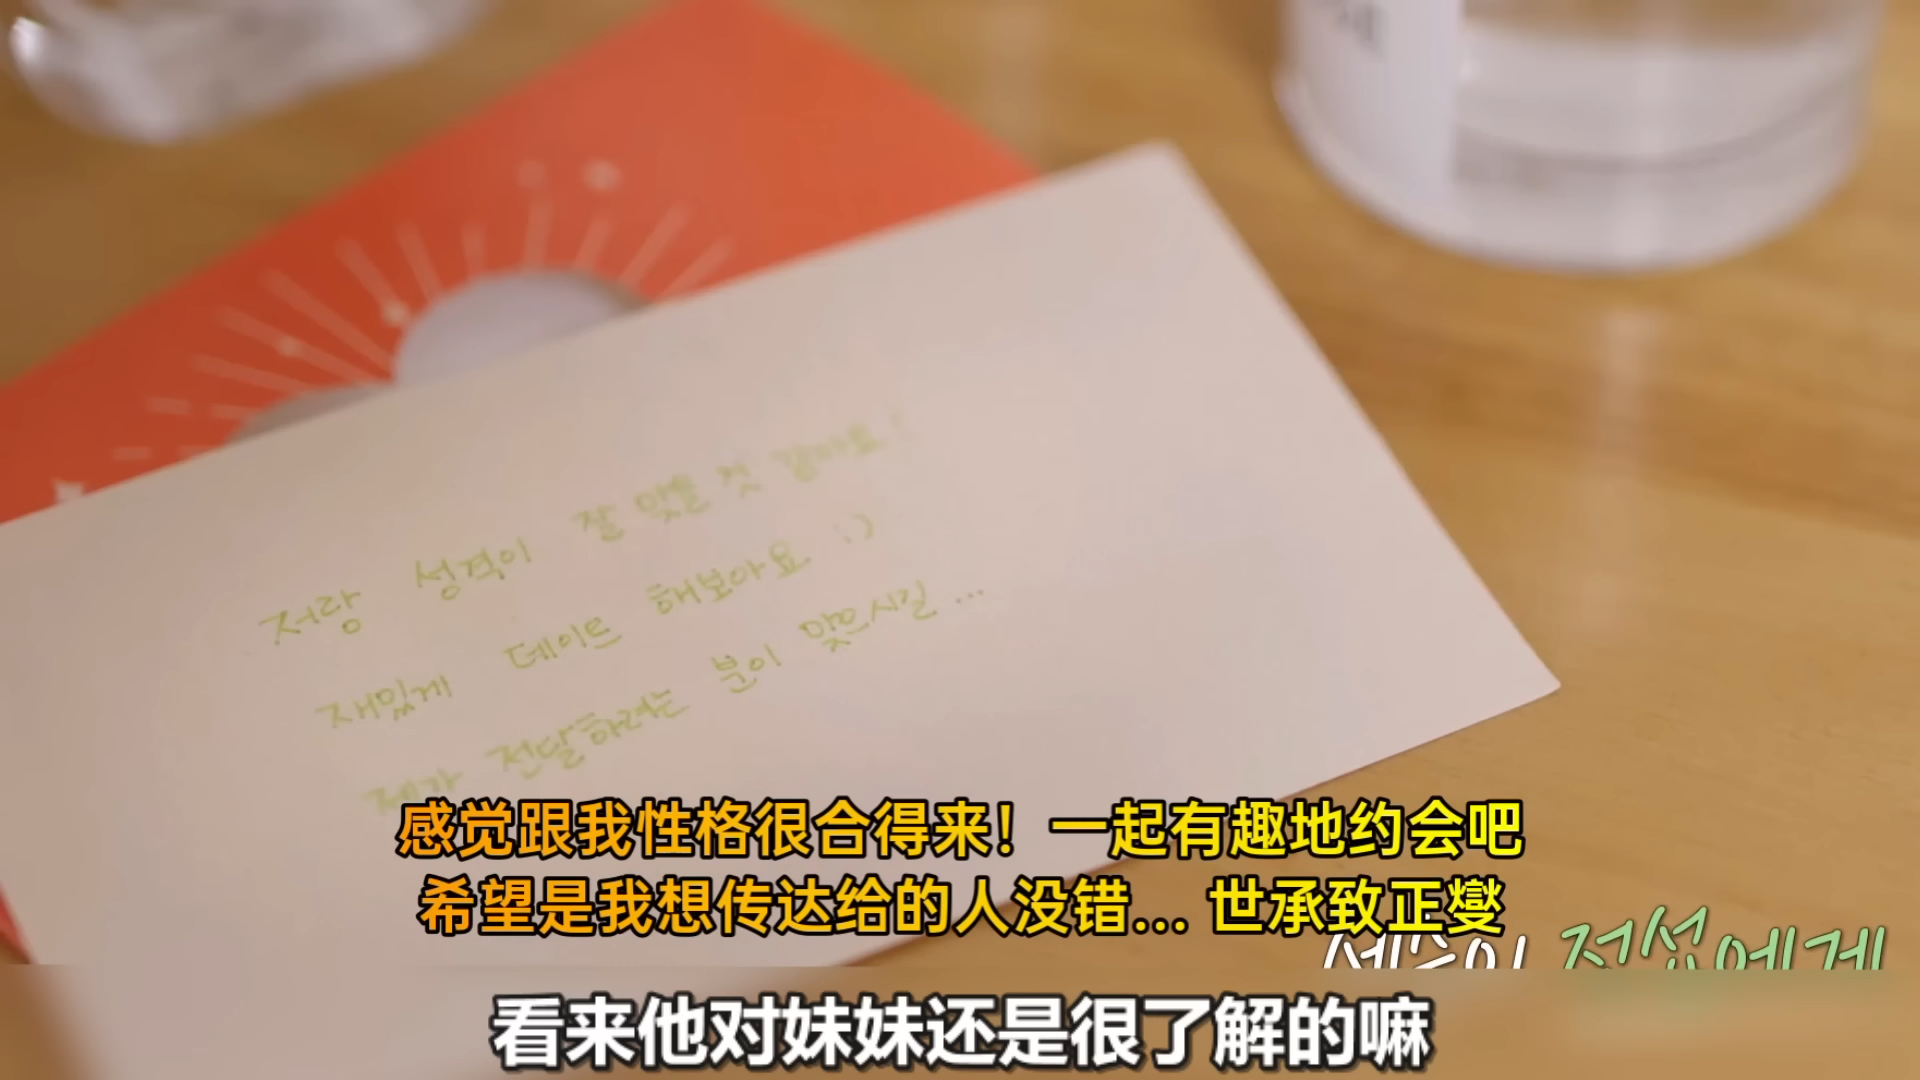 저랑 성격이 잘 맞을 것 같아요!
재밌게 데이트 해보아요 :)
제가 전달하려는 분이 맞으시길...
感觉跟我性格很合得来！一起有趣地约会吧
希望是我想传达给的人没错... 世承致正燮
정섭에게
看来他对妹妹还是很了解的嘛